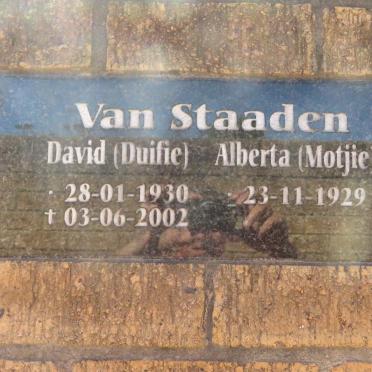 Van Staaden
David (Duifie) Alberta (Motjie
· 28-01-1930 23-11-1929
† 03-06-2002